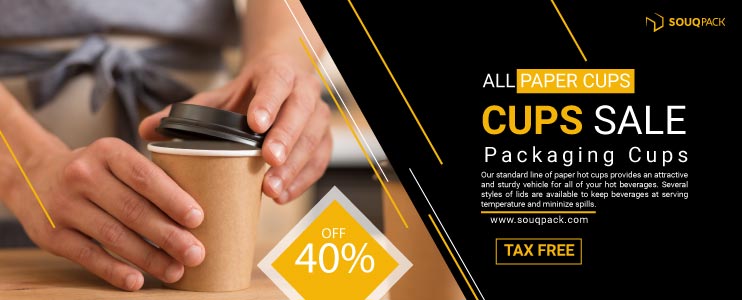 SOUQPACK
ALL PAPER CUPS
CUPS SALE
Packaging Cups
Our standard line of paper hot cups provides an attractive
and sturdy vehicle for all of your hot beverages. Several
styles of lids are available to keep beverages at serving
temperature and mininize spills.
www.souqpack.com
TAX FREE
OFF
40%